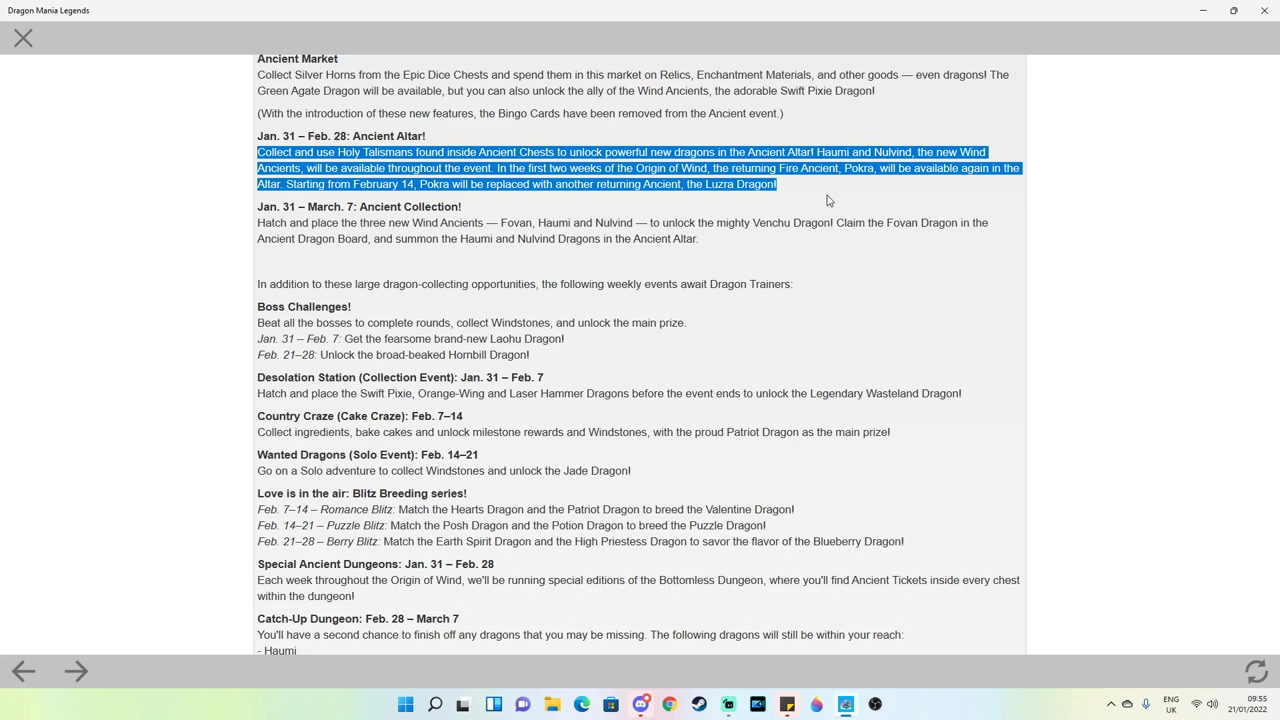 Dragon Mania Legends
Ancient Market
Collect Silver Horns from the Epic Dice Chests and spend them in this market on Relics, Enchantment Materials, and other goods — even dragons! The
Green Agate Dragon will be available, but you can also unlock the ally of the Wind Ancients, the adorable Swift Pixie Dragon!
(With the introduction of these new features, the Bingo Cards have been removed from the Ancient event.)
Jan. 31 – Feb. 28: Ancient Altar!
Collect and use Holy Talismans found inside Ancient Chests to unlock powerful new dragons in the Ancient Altar! Haumi and Nulvind, the new Wind
Ancients, will be available throughout the event. In the first two weeks of the Origin of Wind, the returning Fire Ancient, Pokra, will be available again in the
Altar. Starting from February 14, Pokra will be replaced with another returning Ancient, the Luzra Dragon!
Jan. 31 – March. 7: Ancient Collection!
Hatch and place the three new Wind Ancients — Fovan, Haumi and Nulvind — to unlock the mighty Venchu Dragon! Claim the Fovan Dragon in the
Ancient Dragon Board, and summon the Haumi and Nulvind Dragons in the Ancient Altar.
In addition to these large dragon-collecting opportunities, the following weekly events await Dragon Trainers:
Boss Challenges!
Beat all the bosses to complete rounds, collect Windstones, and unlock the main prize.
Jan. 31 – Feb. 7: Get the fearsome brand-new Laohu Dragon!
Feb. 21–28: Unlock the broad-beaked Hornbill Dragon!
Desolation Station (Collection Event): Jan. 31 – Feb. 7
Hatch and place the Swift Pixie, Orange-Wing and Laser Hammer Dragons before the event ends to unlock the Legendary Wasteland Dragon!
Country Craze (Cake Craze): Feb. 7–14
Collect ingredients, bake cakes and unlock milestone rewards and Windstones, with the proud Patriot Dragon as the main prize!
Wanted Dragons (Solo Event): Feb. 14–21
Go on a Solo adventure to collect Windstones and unlock the Jade Dragon!
Love is in the air: Blitz Breeding series!
Feb. 7–14 – Romance Blitz: Match the Hearts Dragon and the Patriot Dragon to breed the Valentine Dragon!
Feb. 14–21 – Puzzle Blitz: Match the Posh Dragon and the Potion Dragon to breed the Puzzle Dragon!
Feb. 21–28 – Berry Blitz: Match the Earth Spirit Dragon and the High Priestess Dragon to savor the flavor of the Blueberry Dragon!
Special Ancient Dungeons: Jan. 31 – Feb. 28
Each week throughout the Origin of Wind, we'll be running special editions of the Bottomless Dungeon, where you'll find Ancient Tickets inside every chest
within the dungeon!
Catch-Up Dungeon: Feb. 28 – March 7
You'll have a second chance to finish off any dragons that you may be missing. The following dragons will still be within your reach:
- Haumi
ENG
UK
09:55
21/01/2022